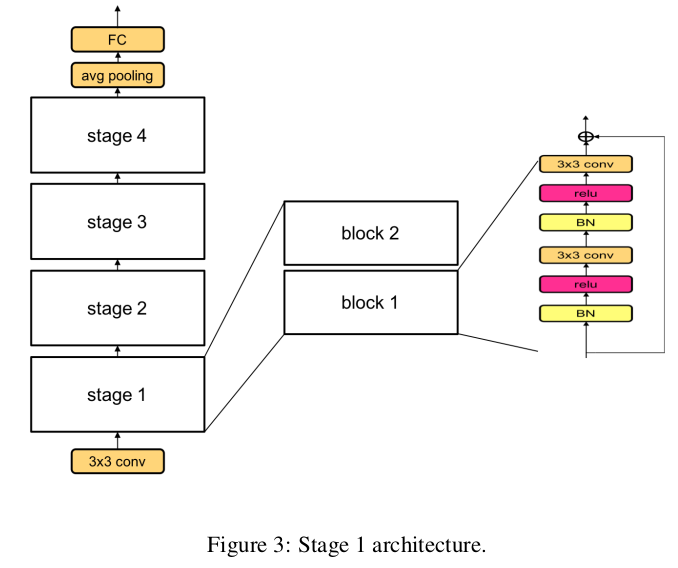 FC
avg pooling
stage 4
stage 3
stage 2
stage 1
3x3 conv
block 2
block 1
3x3 conv
relu
BN
3x3 conv
relu
BN
Figure 3: Stage 1 architecture.